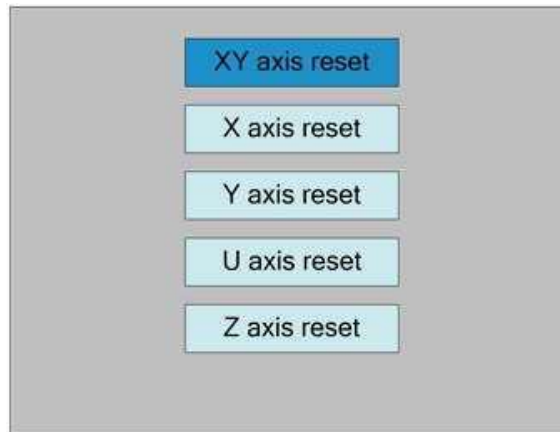 XY axis reset
X axis reset
Y axis reset
U axis reset
Z axis reset